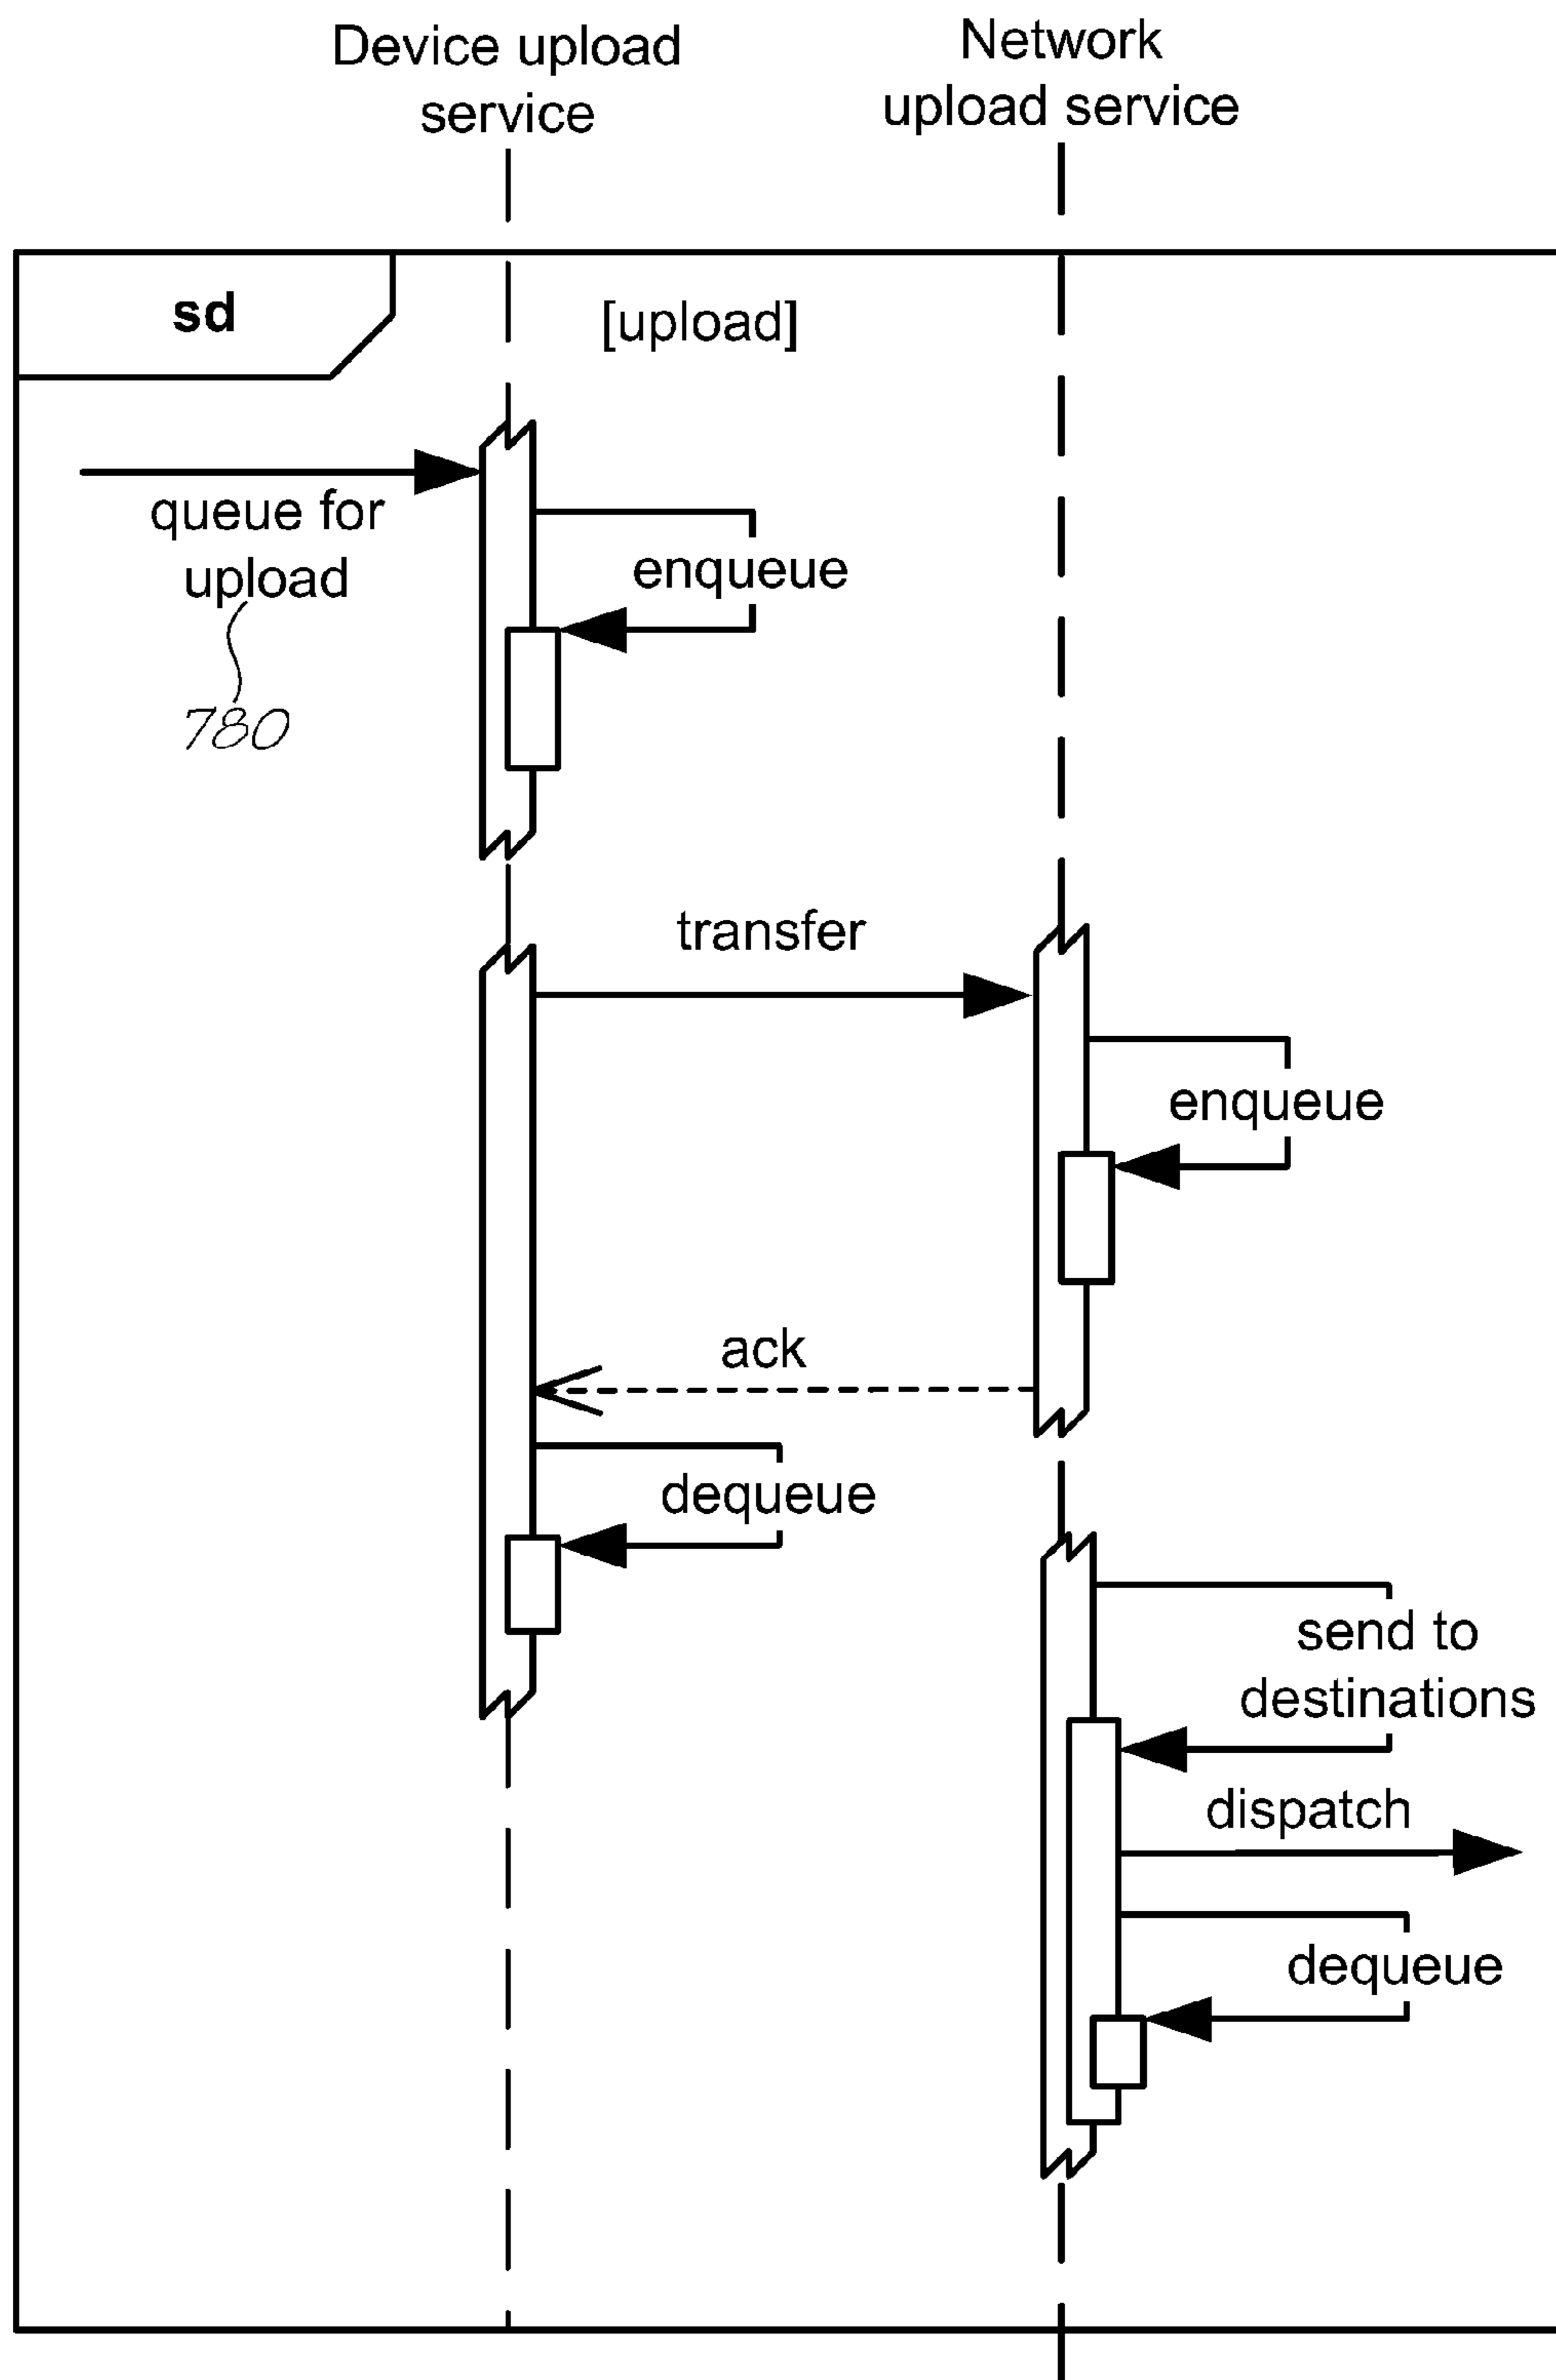 Device upload
service
Network
upload service
sd
[upload]
queue for
upload
780
enqueue
transfer
enqueue
ack
dequeue
send to
destinations
dispatch
dequeue